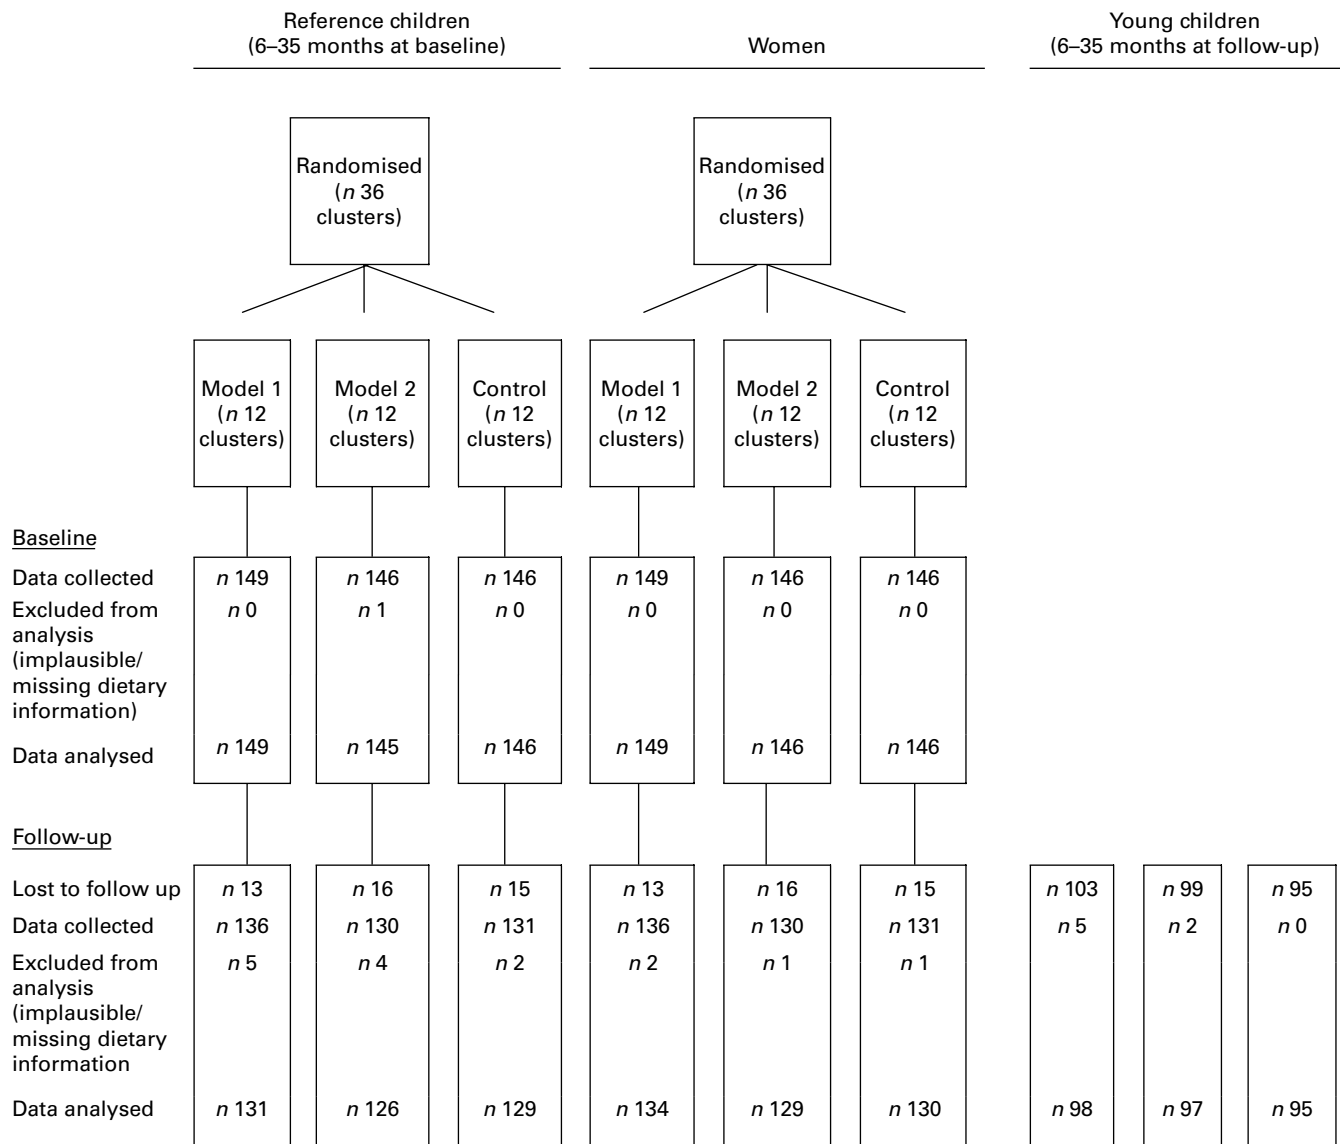 Reference children
(6–35 months at baseline)
Women
Young children
(6–35 months at follow-up)
Randomised
(n 36
clusters)
Randomised
(n 36
clusters)
Model 1
(n 12
clusters)
Model 2
(n 12
clusters)
Control
(n 12
clusters)
Model 1
(n 12
clusters)
Model 2
(n 12
clusters)
Control
(n 12
clusters)
Baseline
Data collected n 149 n 146 n 146 n 149 n 146 n 146
Excluded from n 0 n 1 n 0 n 0 n 0 n 0
analysis
(implausible/
missing dietary
information)
Data analysed n 149 n 145 n 146 n 149 n 146 n 146
Follow-up
Lost to follow up n 13 n 16 n 15 n 13 n 16 n 15 n 103 n 99 n 95
Data collected n 136 n 130 n 131 n 136 n 130 n 131 n 5 n 2 n 0
Excluded from n 5 n 4 n 2 n 2 n 1 n 1
analysis
(implausible/
missing dietary
information
Data analysed n 131 n 126 n 129 n 134 n 129 n 130 n 98 n 97 n 95